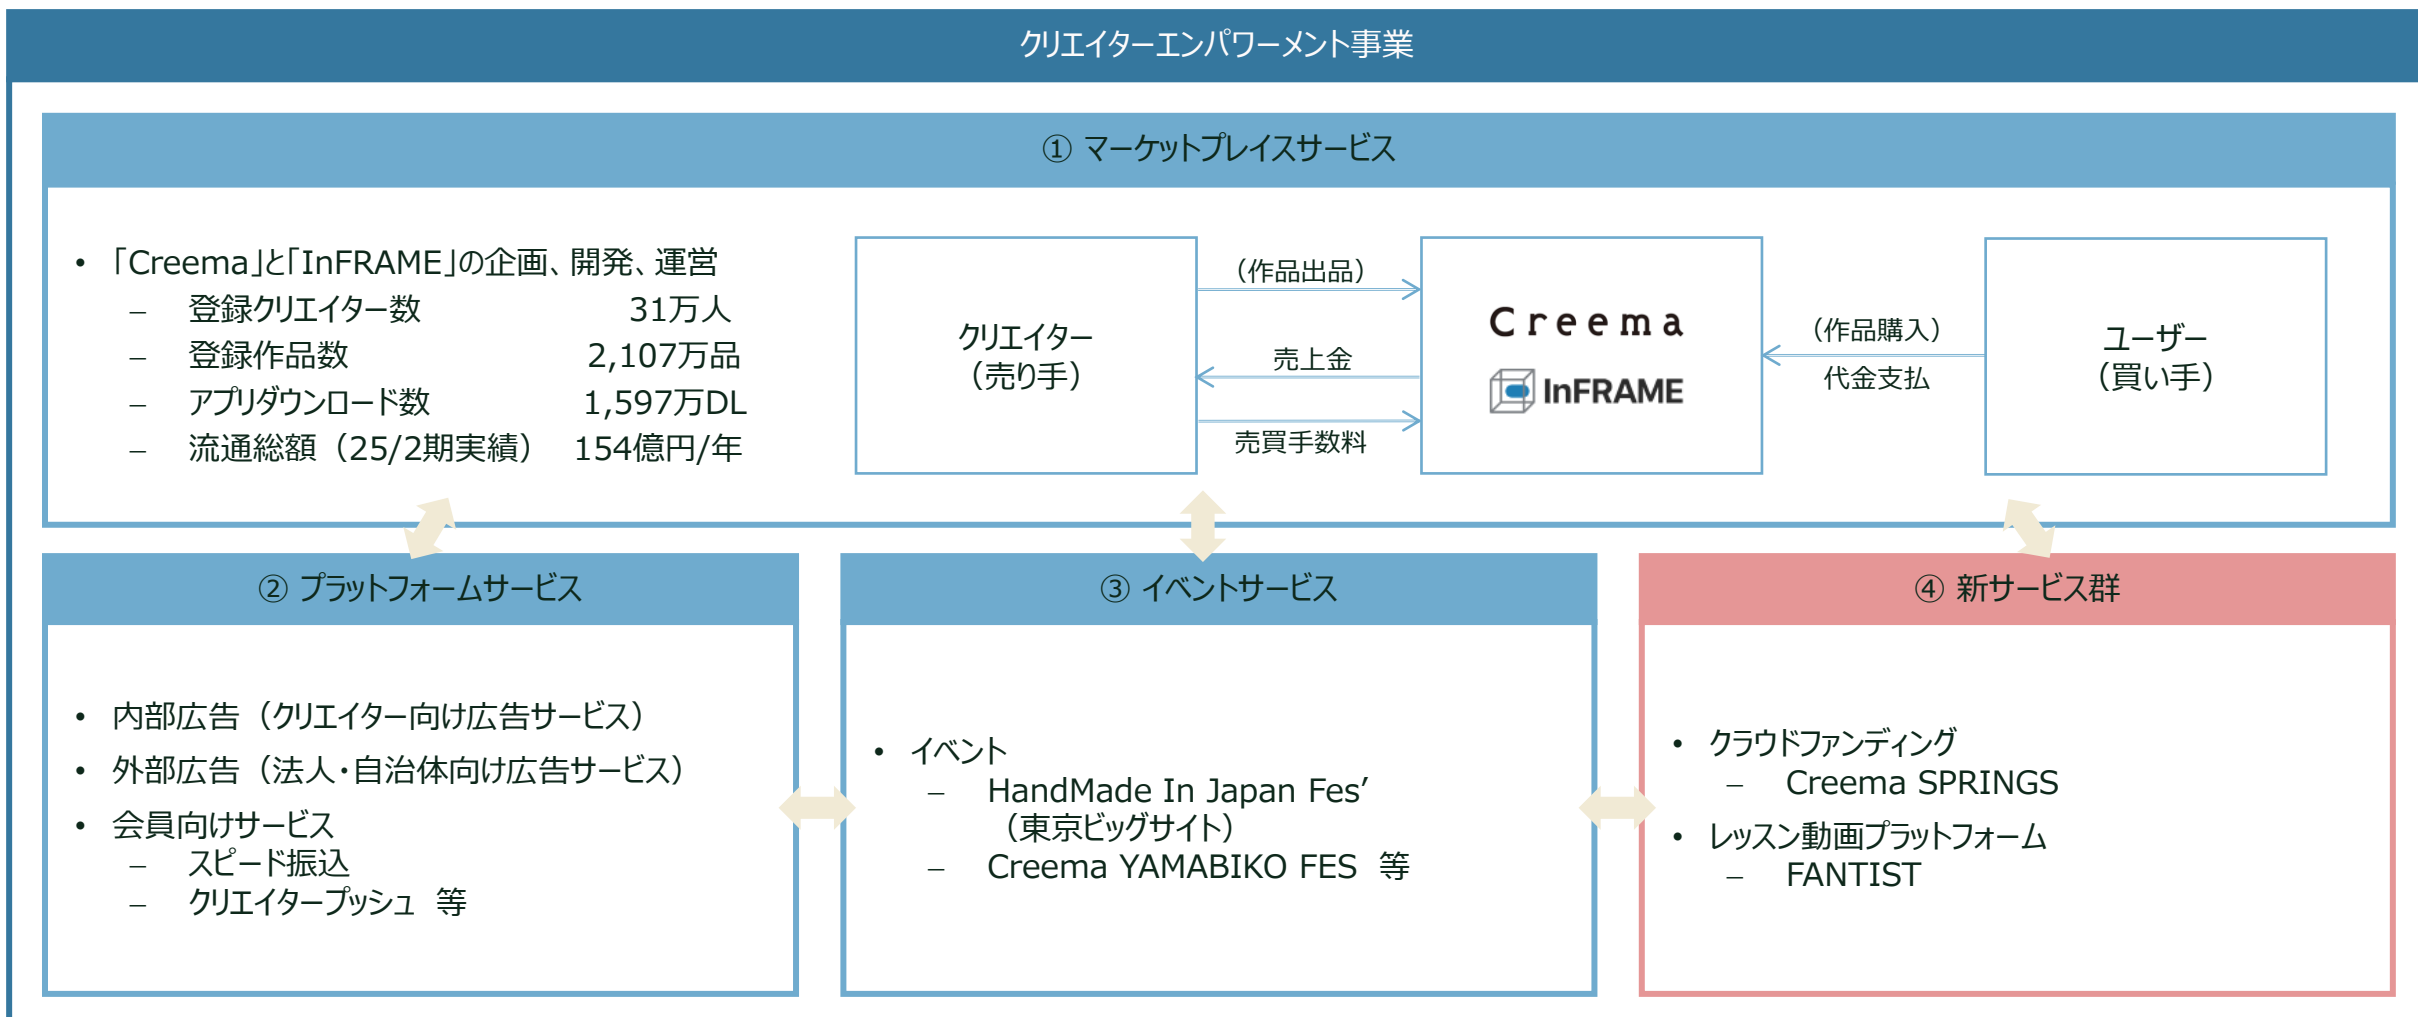 クリエイターエンパワーメント事業
① マーケットプレイスサービス
• 「Creema」と「InFRAME」の企画、開発、運営
– 登録クリエイター数 31万人
– 登録作品数 2,107万品
– アプリダウンロード数 1,597万DL
– 流通総額（25/2期実績） 154億円/年
クリエイター
（売り手）
（作品出品）
売上金
売買手数料
Creema
InFRAME
（作品購入）
代金支払
ユーザー
（買い手）
② プラットフォームサービス
• 内部広告（クリエイター向け広告サービス）
• 外部広告（法人・自治体向け広告サービス）
• 会員向けサービス
– スピード振込
– クリエイタープッシュ 等
③ イベントサービス
• イベント
– HandMade In Japan Fes’
（東京ビッグサイト）
– Creema YAMABIKO FES 等
④ 新サービス群
• クラウドファンディング
– Creema SPRINGS
• レッスン動画プラットフォーム
– FANTIST